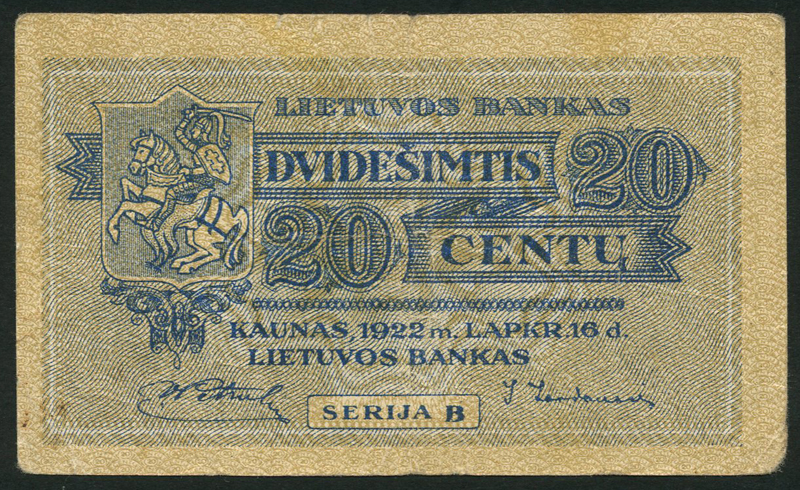 LIETUVOS BANKAS
DVIDEŠIMTIS 20
20 CENTŲ
KAUNAS, 1922 m. LAPKR. 16 d.
LIETUVOS BANKAS
SERIJA B